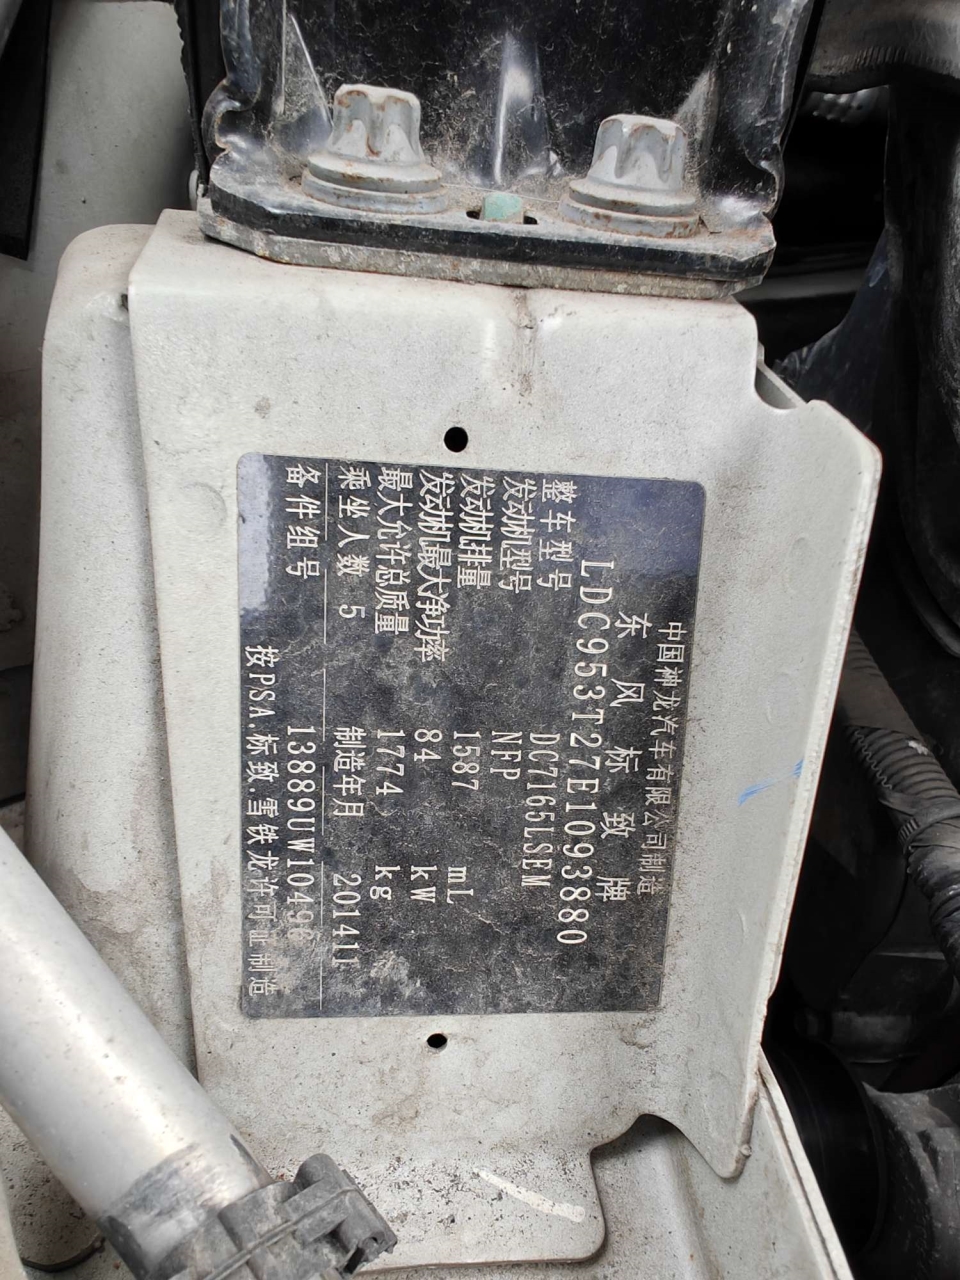 中国神龙汽车有限公司制造
东风标致牌
LDC953T27E1093880
整车型号 DC7165LSEM
发动机型号 NFP
发动机排量 1587 mL
发动机最大净功率 84 kW
最大允许总质量 1774 kg
乘坐人数 5 制造年月 201411
备件组号
按PSA.标致.雪铁龙许可证制造